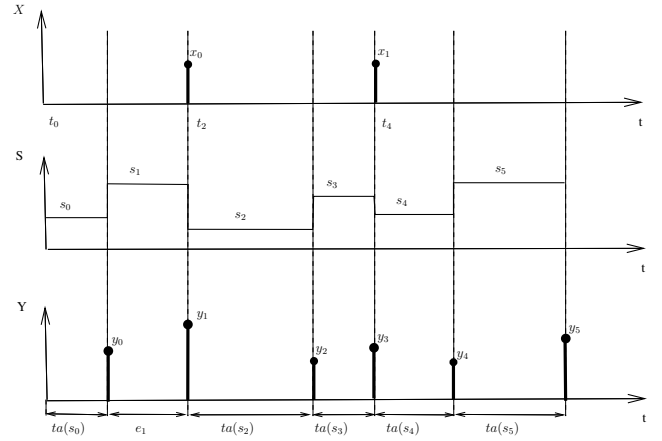 X
x₀ x₁
t₀ t₂ t₄ t
S
s₀ s₁ s₂ s₃ s₄ s₅
t
Y
y₀ y₁ y₂ y₃ y₄ y₅
t
ta(s₀) e₁ ta(s₂) ta(s₃) ta(s₄) ta(s₅)